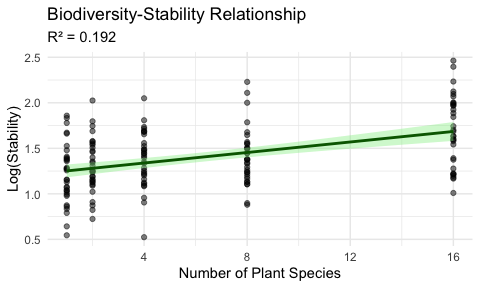 Biodiversity-Stability Relationship
R² = 0.192
2.5
2.0
1.5
1.0
0.5
Log(Stability)
4 8 12 16
Number of Plant Species